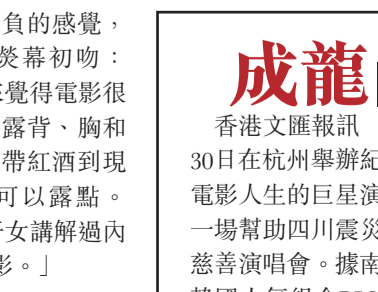 負的感覺，
熒幕初吻：
覺得電影很
露背、胸和
帶紅酒到現
可以露點。
女講解過內
影。」
成龍
香港文匯報訊
30日在杭州舉辦紀
電影人生的巨星演
一場幫助四川震災
慈善演唱會。據南